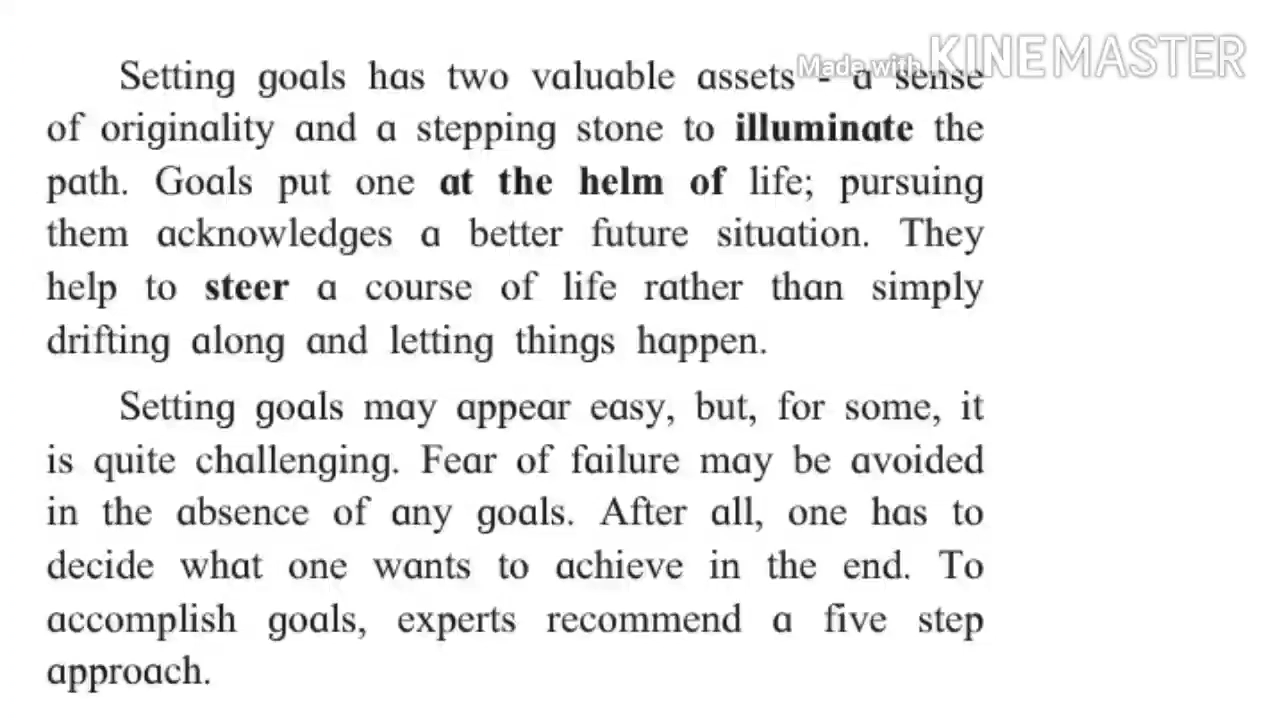 Made with KINEMASTER
Setting goals has two valuable assets - a sense
of originality and a stepping stone to illuminate the
path. Goals put one at the helm of life; pursuing
them acknowledges a better future situation. They
help to steer a course of life rather than simply
drifting along and letting things happen.
Setting goals may appear easy, but, for some, it
is quite challenging. Fear of failure may be avoided
in the absence of any goals. After all, one has to
decide what one wants to achieve in the end. To
accomplish goals, experts recommend a five step
approach.